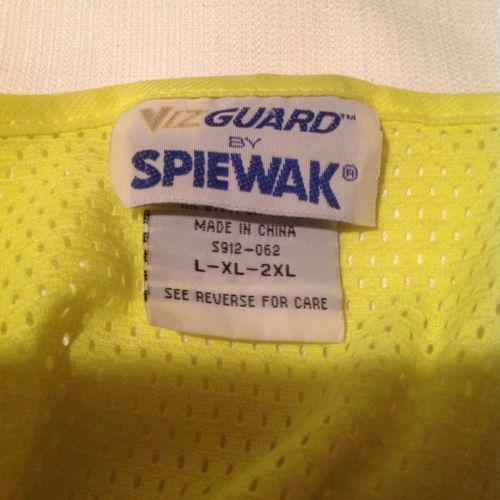 VIZGUARD™
BY
SPIEWAK®
MADE IN CHINA
S912-062
L-XL-2XL
SEE REVERSE FOR CARE